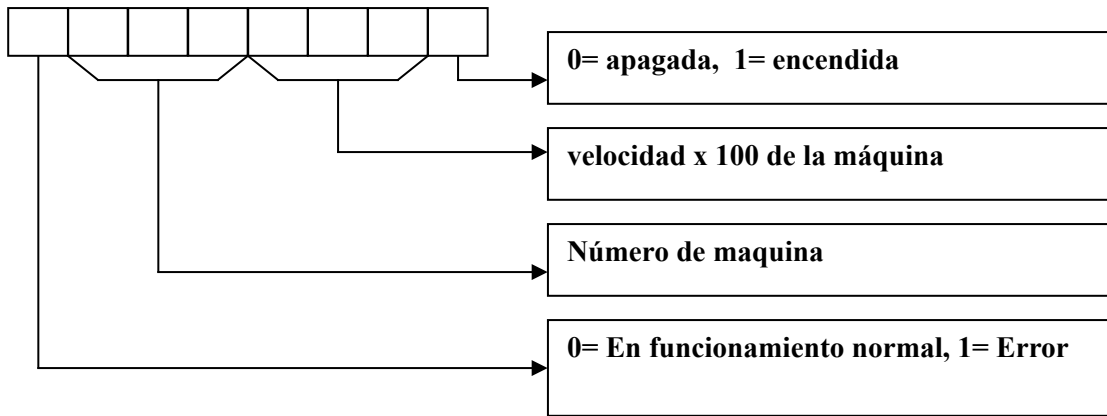 0= apagada, 1= encendida
velocidad x 100 de la máquina
Número de maquina
0= En funcionamiento normal, 1= Error